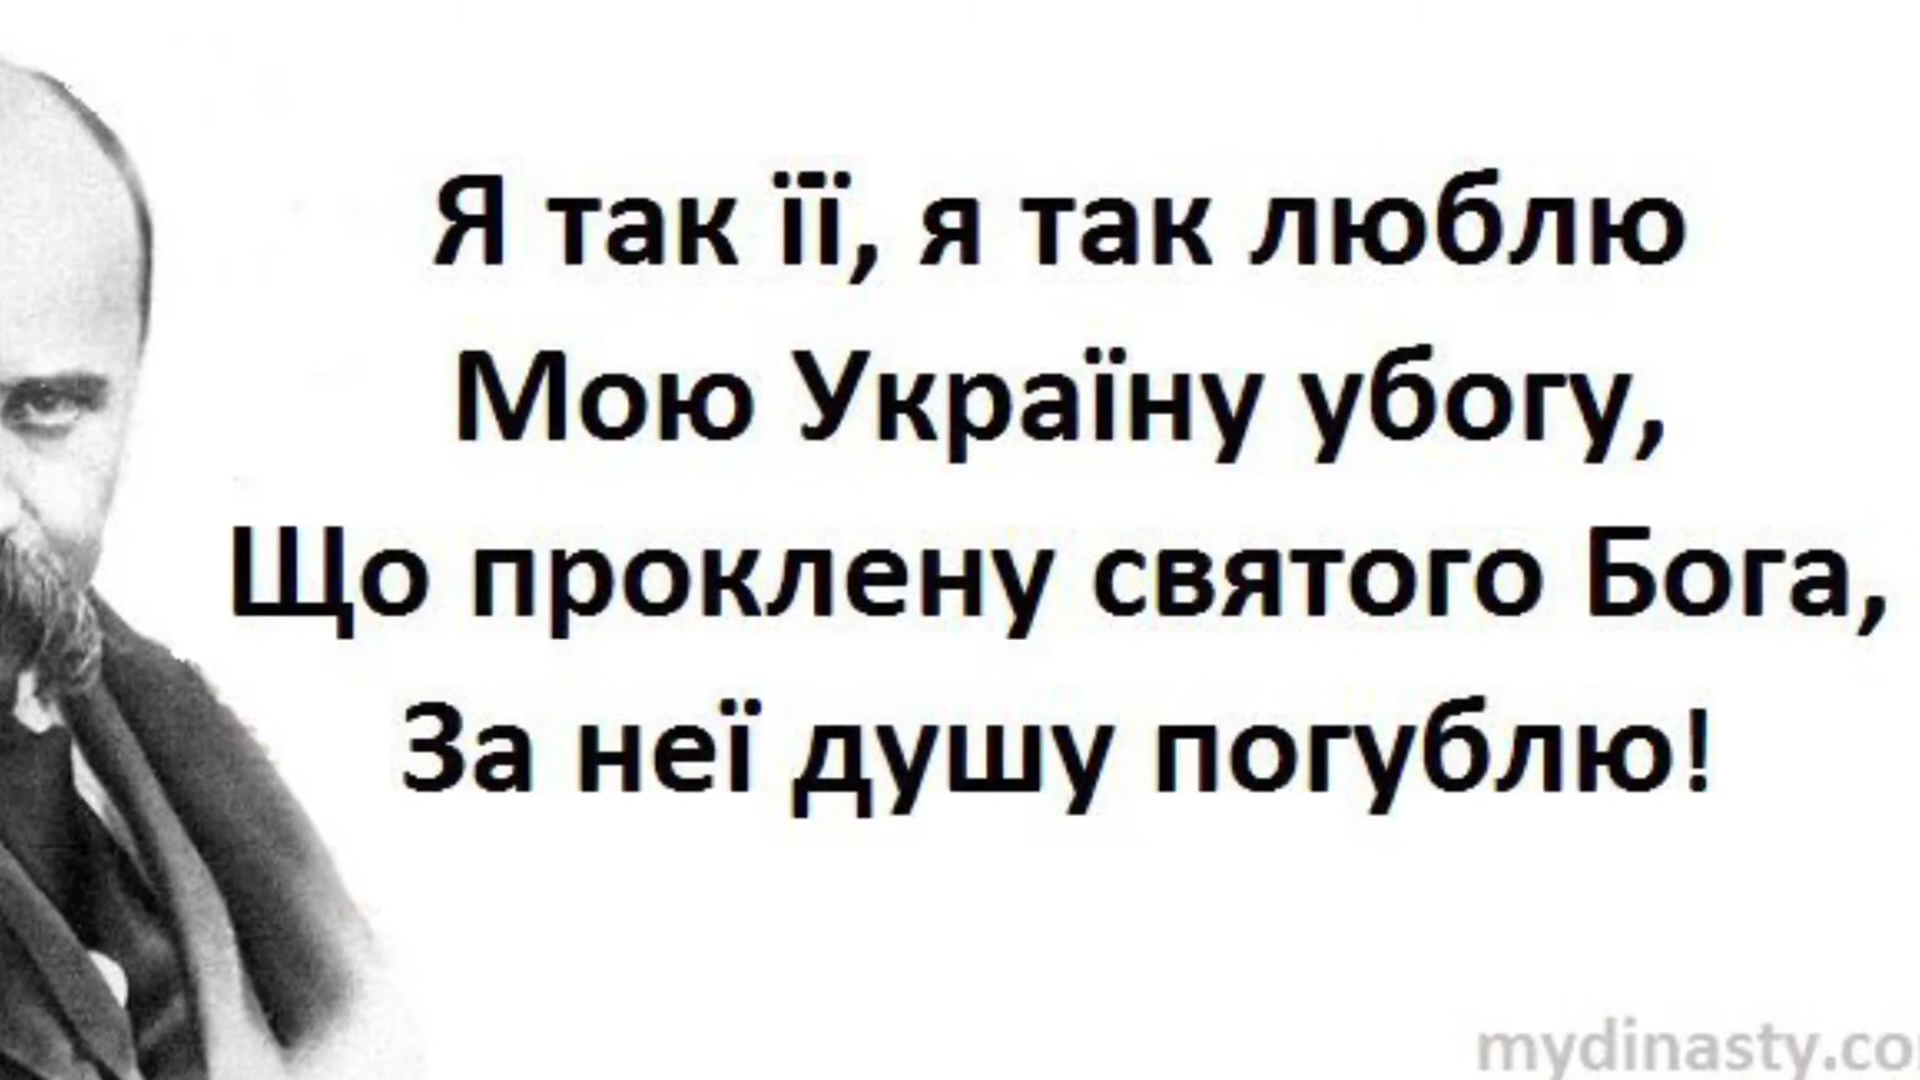 Я так її, я так люблю
Мою Україну убогу,
Що проклену святого Бога,
За неї душу погублю!
mydinasty.co